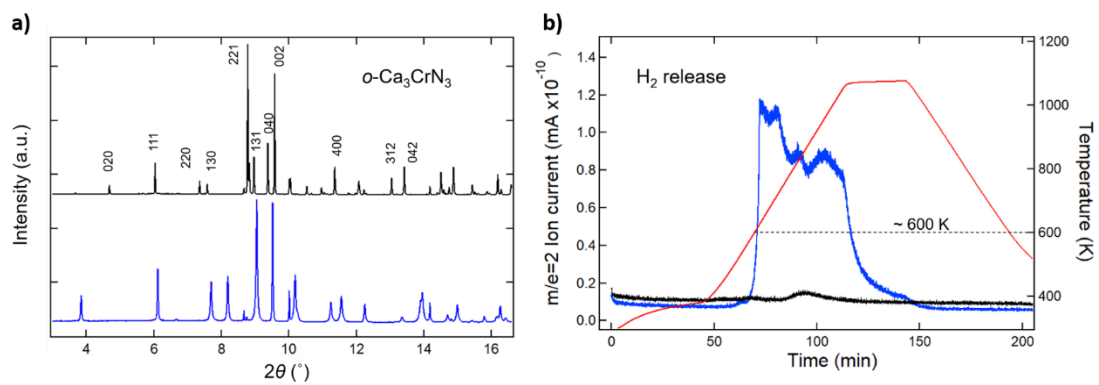 a)
Intensity (a.u.)
o-Ca₃CrN₃
020
111
220
130
221
131
040
002
400
312
042
4 6 8 10 12 14 16
2θ (°)
b)
m/e=2 Ion current (mA x10⁻¹⁰)
1.4
1.2
1.0
0.8
0.6
0.4
0.2
0.0
H₂ release
~ 600 K
1200
1000
800
600
400
Temperature (K)
0 50 100 150 200
Time (min)